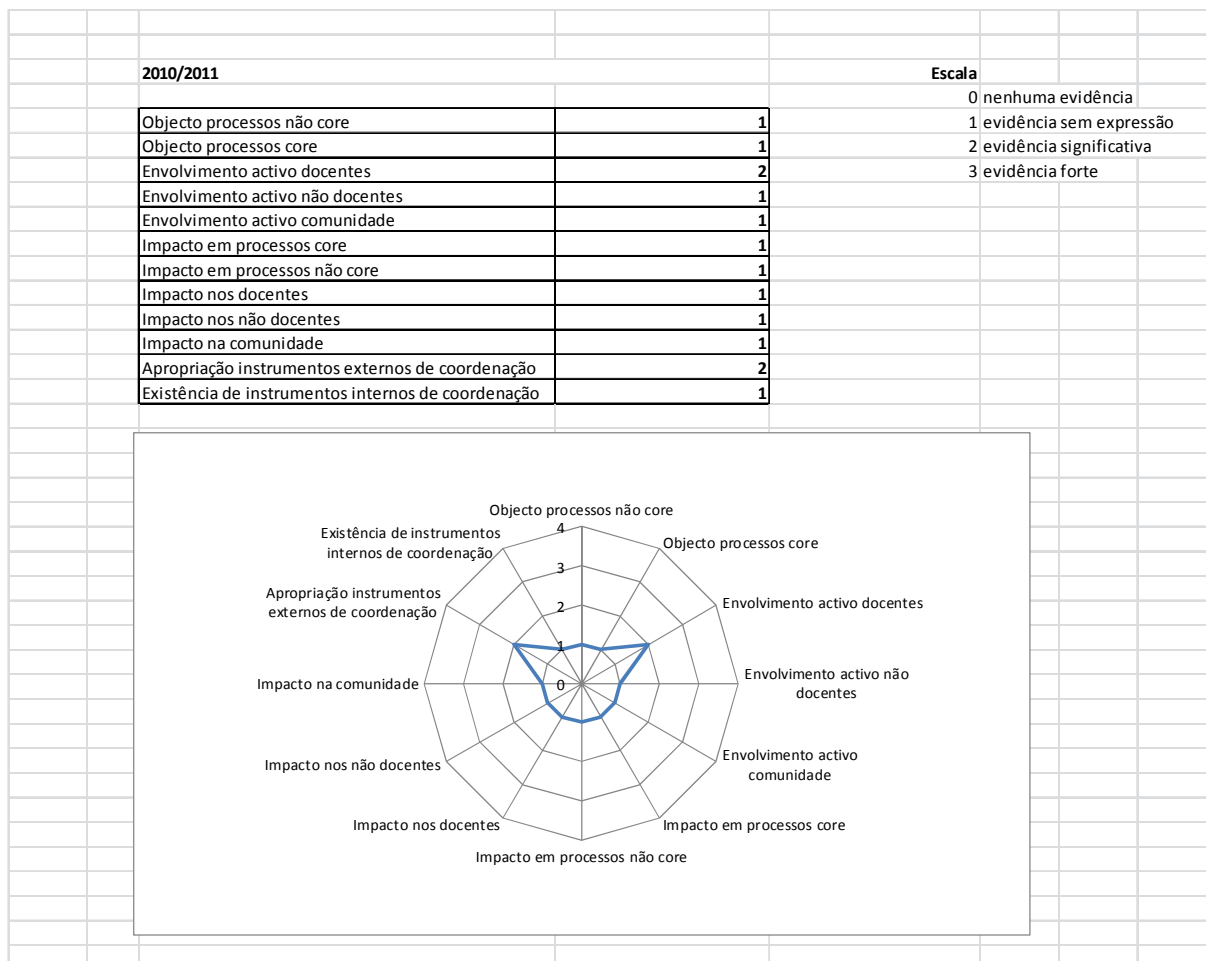 2010/2011 Escala
0 nenhuma evidência
Objecto processos não core 1 1 evidência sem expressão
Objecto processos core 1 2 evidência significativa
Envolvimento activo docentes 2 3 evidência forte
Envolvimento activo não docentes 1
Envolvimento activo comunidade 1
Impacto em processos core 1
Impacto em processos não core 1
Impacto nos docentes 1
Impacto nos não docentes 1
Impacto na comunidade 1
Apropriação instrumentos externos de coordenação 2
Existência de instrumentos internos de coordenação 1
Objecto processos não core
Objecto processos core
Envolvimento activo docentes
Envolvimento activo não
docentes
Envolvimento activo
comunidade
Impacto em processos core
Impacto em processos não core
Impacto nos docentes
Impacto nos não docentes
Impacto na comunidade
Apropriação instrumentos
externos de coordenação
Existência de instrumentos
internos de coordenação
4
3
2
1
0